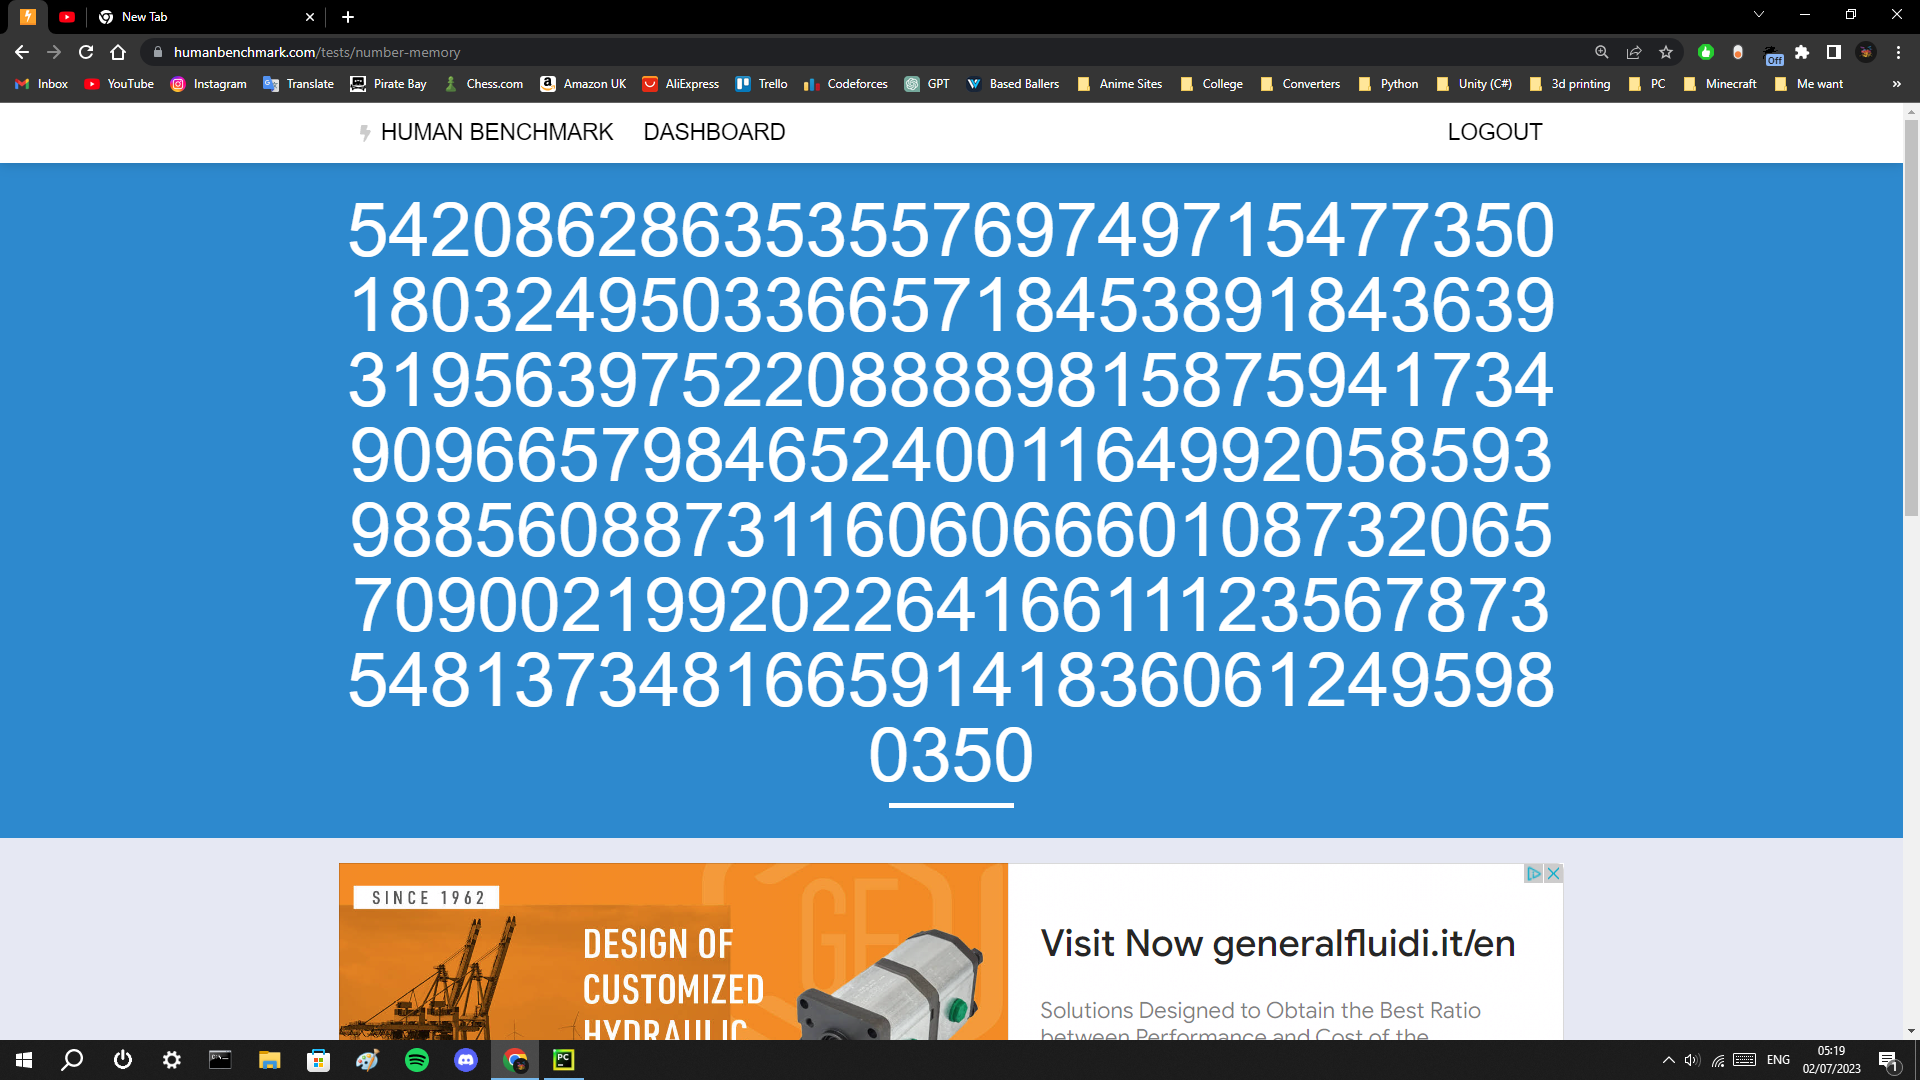 New Tab
humanbenchmark.com/tests/number-memory
Off
Inbox YouTube Instagram Translate Pirate Bay Chess.com Amazon UK AliExpress Trello Codeforces GPT Based Ballers Anime Sites College Converters Python Unity (C#) 3d printing PC Minecraft Me want »
HUMAN BENCHMARK DASHBOARD LOGOUT
54208628635355769749715477350
18032495033665718453891843639
31956397522088889815875941734
90966579846524001164992058593
98856088731160606660108732065
70900219920226416611123567873
54813734816659141836061249598
0350
SINCE 1962
GF
DESIGN OF
CUSTOMIZED
HYDRAULIC
Visit Now generalfluidi.it/en
Solutions Designed to Obtain the Best Ratio
between Performance and Cost of the
PC
ENG
05:19
02/07/2023
1